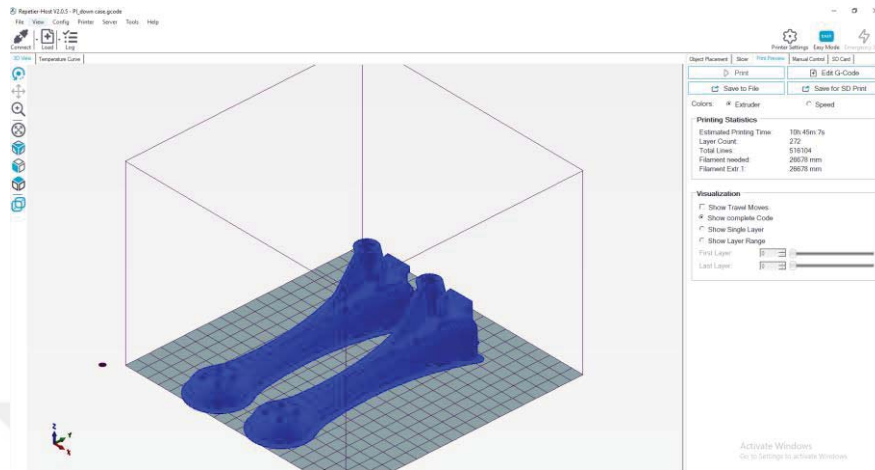 Repetier-Host V2.0.5 - PI_down case.gcode
File View Config Printer Server Tools Help
Connect Load Log Printer Settings Easy Mode Emergency
3D View Temperature Curve
Object Placement Slicer Print Preview Manual Control SD Card
Print Edit G-Code
Save to File Save for SD Print
Colors: Extruder Speed
Printing Statistics
Estimated Printing Time: 10h:45m:7s
Layer Count: 272
Total Lines: 518104
Filament needed: 26678 mm
Filament Extr.1: 26678 mm
Visualization
Show Travel Moves
Show complete Code
Show Single Layer
Show Layer Range
First Layer: 0
Last Layer: 0
Z
Y
X
Activate Windows
Go to Settings to activate Windows.